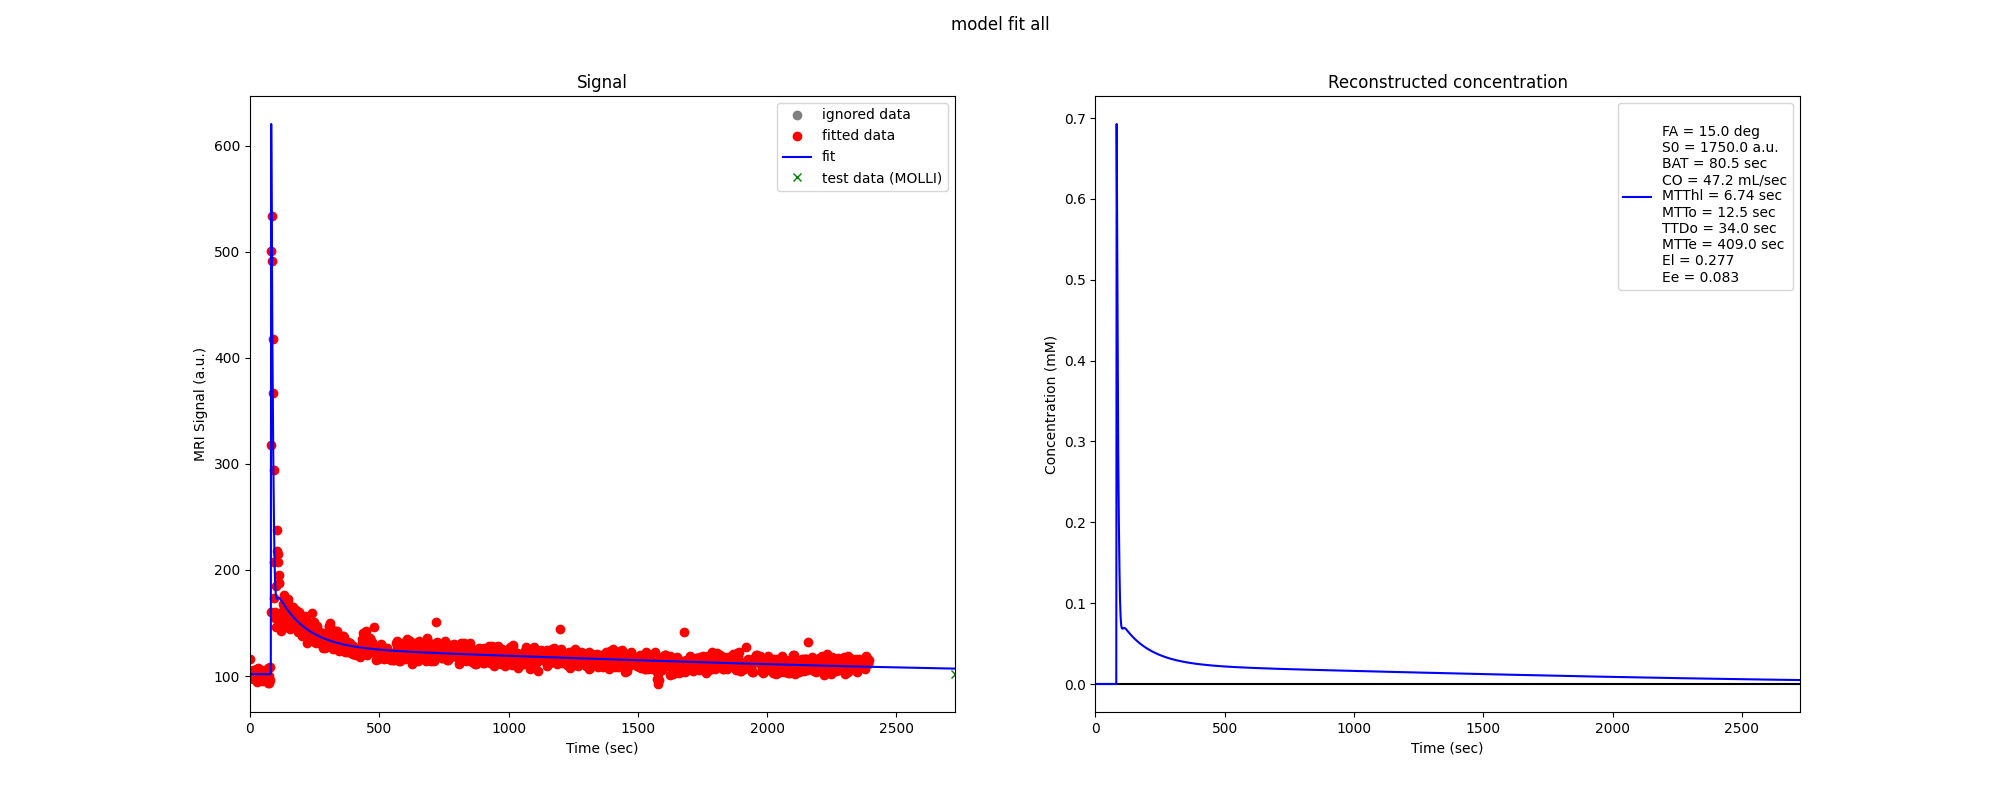 model fit all
Signal
600
500
400
300
200
100
MRI Signal (a.u.)
0
500
1000
1500
2000
2500
Time (sec)
ignored data
fitted data
fit
test data (MOLLI)
Reconstructed concentration
0.7
0.6
0.5
0.4
0.3
0.2
0.1
0.0
Concentration (mM)
0
500
1000
1500
2000
2500
Time (sec)
FA = 15.0 deg
S0 = 1750.0 a.u.
BAT = 80.5 sec
CO = 47.2 mL/sec
MTThl = 6.74 sec
MTTo = 12.5 sec
TTDo = 34.0 sec
MTTe = 409.0 sec
El = 0.277
Ee = 0.083